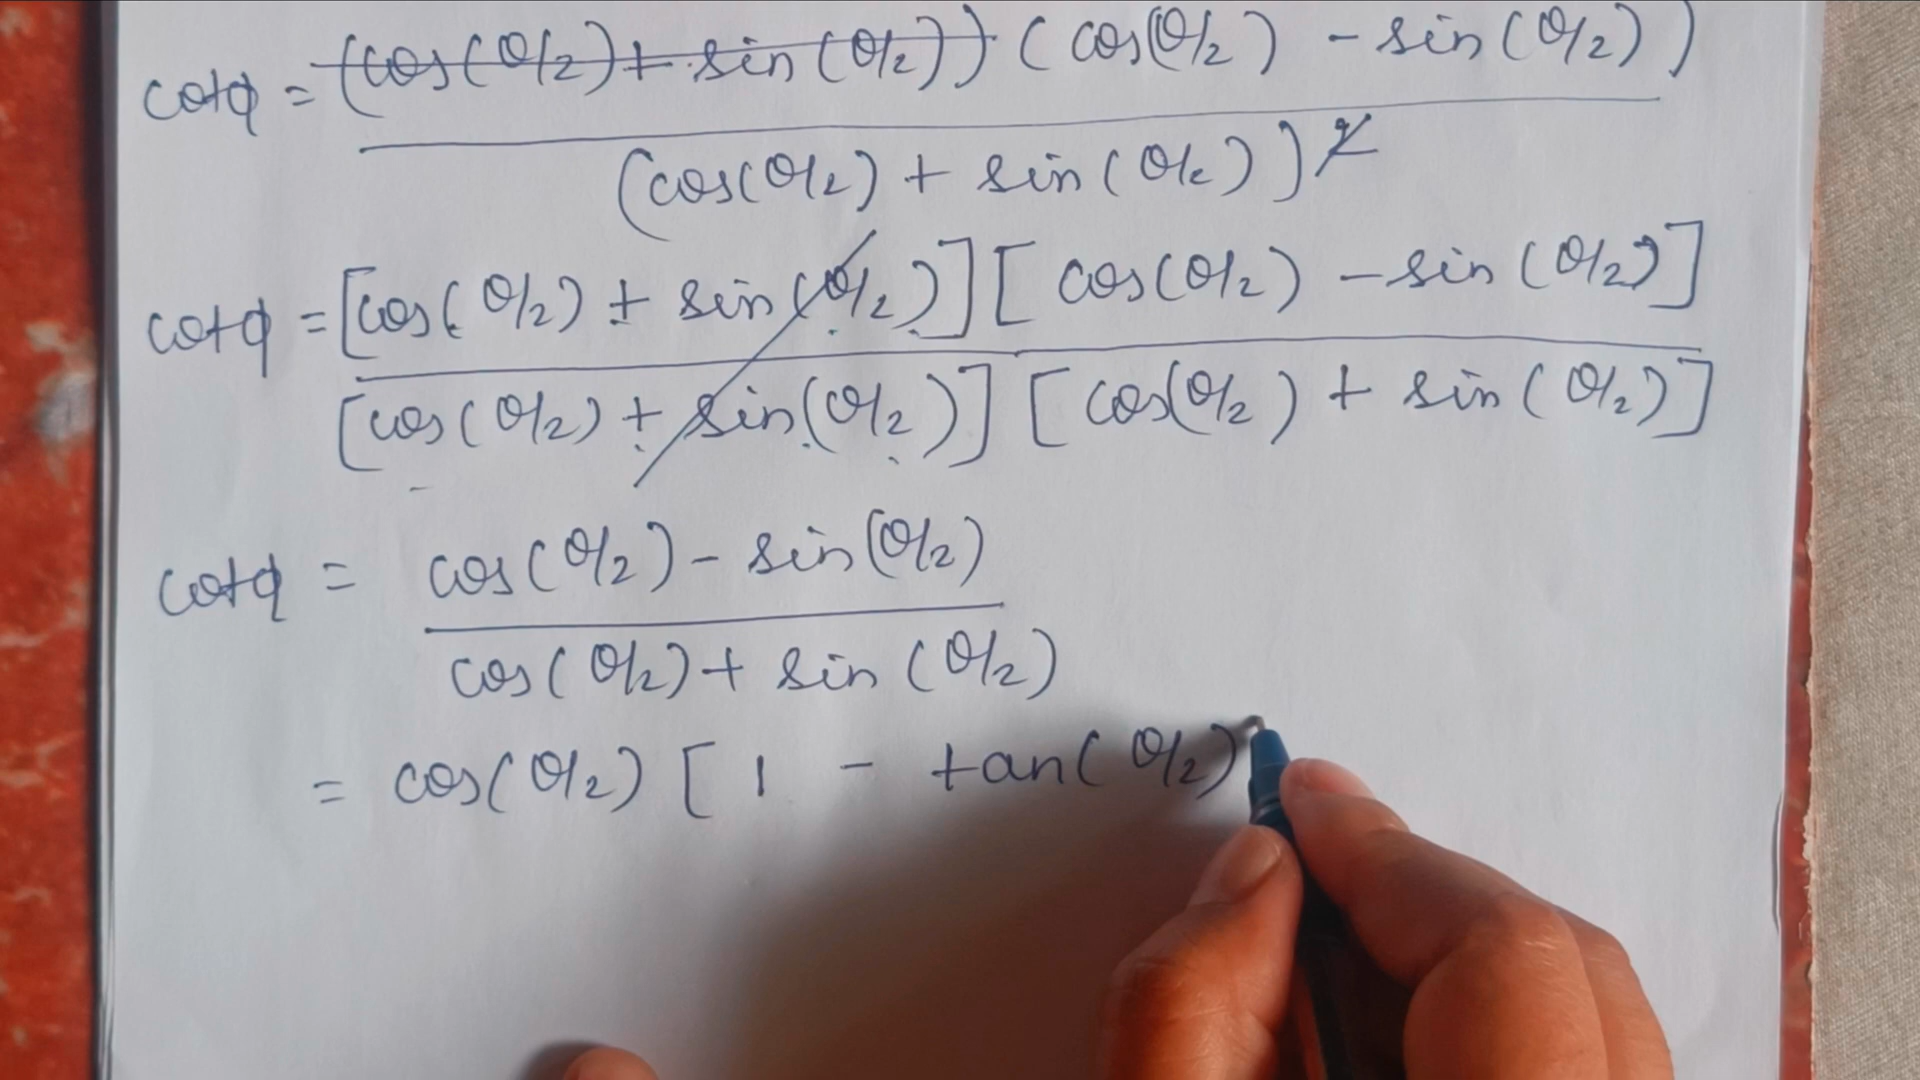 cotφ = (cos(θ/2) + sin(θ/2)) (cos(θ/2) - sin(θ/2))
(cos(θ/2) + sin(θ/2))²
cotφ = [cos(θ/2) + sin(θ/2)] [cos(θ/2) - sin(θ/2)]
[cos(θ/2) + sin(θ/2)] [cos(θ/2) + sin(θ/2)]
cotφ = cos(θ/2) - sin(θ/2)
cos(θ/2) + sin(θ/2)
= cos(θ/2) [1 - tan(θ/2)